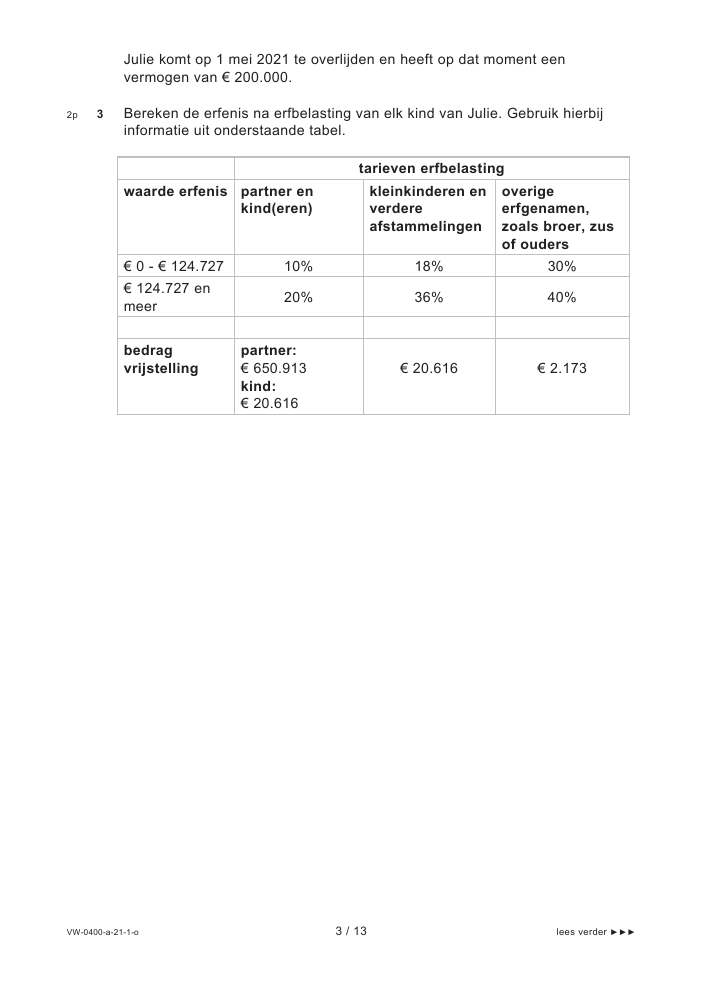 Julie komt op 1 mei 2021 te overlijden en heeft op dat moment een
vermogen van € 200.000.
2p 3 Bereken de erfenis na erfbelasting van elk kind van Julie. Gebruik hierbij
informatie uit onderstaande tabel.
tarieven erfbelasting
waarde erfenis
partner en
kind(eren)
kleinkinderen en
verdere
afstammelingen
overige
erfgenamen,
zoals broer, zus
of ouders
€ 0 - € 124.727 10% 18% 30%
€ 124.727 en
meer
20% 36% 40%
bedrag
vrijstelling
partner:
€ 650.913
kind:
€ 20.616
€ 20.616
€ 2.173
VW-0400-a-21-1-o 3 / 13 lees verder ►►►